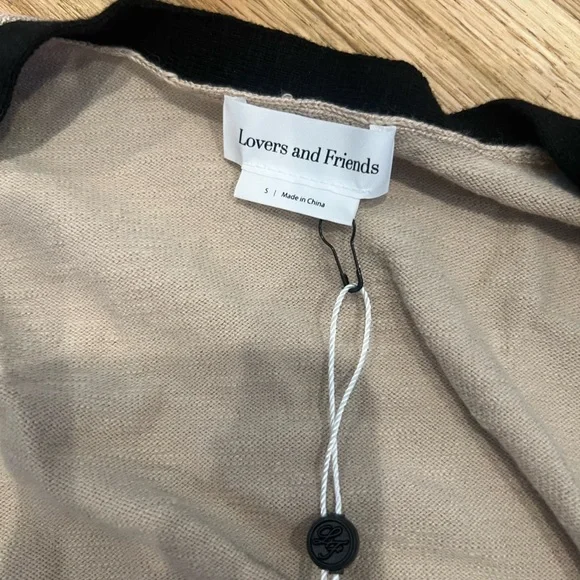 Lovers and Friends
S | Made in China